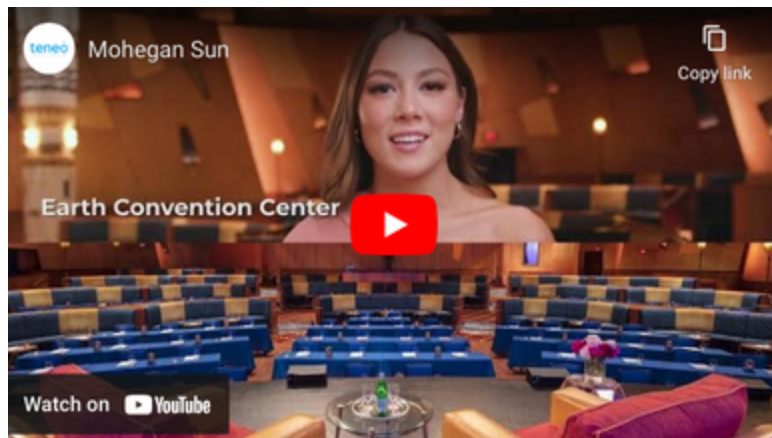 teneo
Mohegan Sun
Copy link
Earth Convention Center
Watch on YouTube